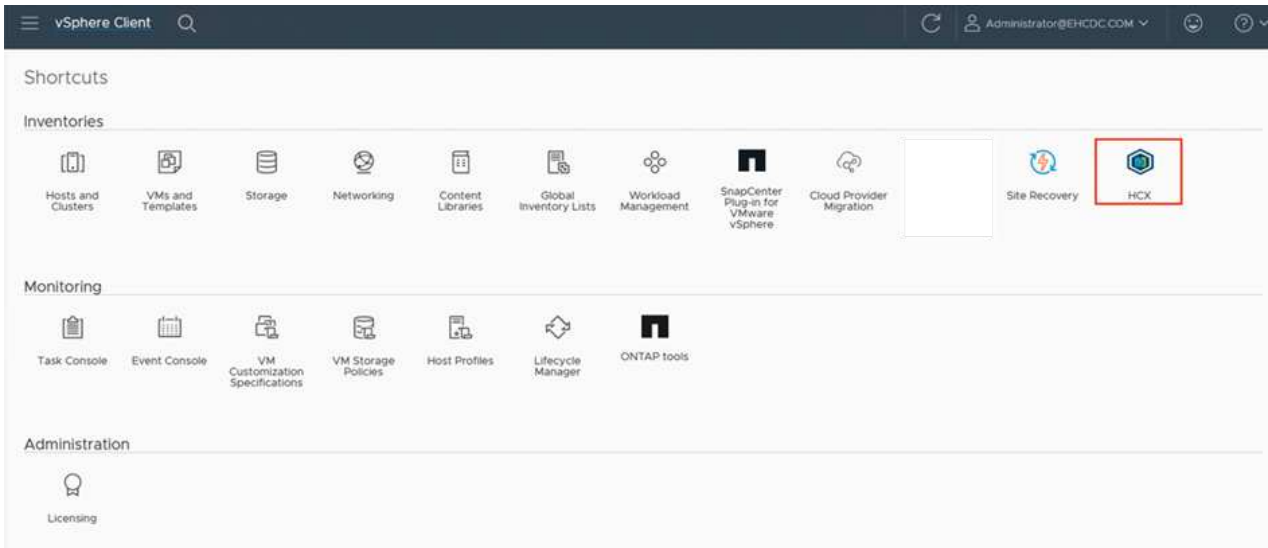 vSphere Client
Administrator@EHCDC.COM
Shortcuts
Inventories
Hosts and
Clusters
VMs and
Templates
Storage
Networking
Content
Libraries
Global
Inventory Lists
Workload
Management
SnapCenter
Plug-in for
VMware
vSphere
Cloud Provider
Migration
Site Recovery
HCX
Monitoring
Task Console
Event Console
VM
Customization
Specifications
VM Storage
Policies
Host Profiles
Lifecycle
Manager
ONTAP tools
Administration
Licensing